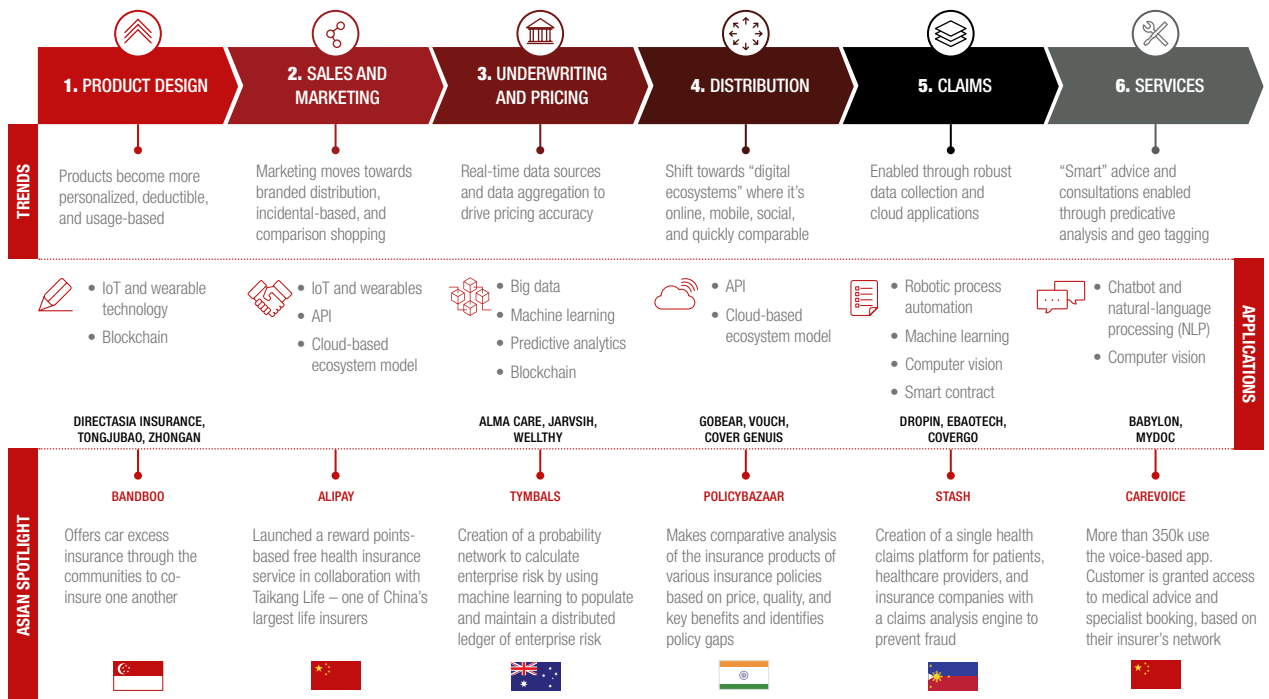 1. PRODUCT DESIGN
2. SALES AND
MARKETING
3. UNDERWRITING
AND PRICING
4. DISTRIBUTION
5. CLAIMS
6. SERVICES
TRENDS
Products become more
personalized, deductible,
and usage-based
Marketing moves towards
branded distribution,
incidental-based, and
comparison shopping
Real-time data sources
and data aggregation to
drive pricing accuracy
Shift towards “digital
ecosystems” where it’s
online, mobile, social,
and quickly comparable
Enabled through robust
data collection and
cloud applications
“Smart” advice and
consultations enabled
through predicative
analysis and geo tagging
APPLICATIONS
• IoT and wearable
technology
• Blockchain
• IoT and wearables
• API
• Cloud-based
ecosystem model
• Big data
• Machine learning
• Predictive analytics
• Blockchain
• API
• Cloud-based
ecosystem model
• Robotic process
automation
• Machine learning
• Computer vision
• Smart contract
• Chatbot and
natural-language
processing (NLP)
• Computer vision
DIRECTASIA INSURANCE,
TONGJUBAO, ZHONGAN
ALMA CARE, JARVSIH,
WELLTHY
GOBEAR, VOUCH,
COVER GENUIS
DROPIN, EBAOTECH,
COVERGO
BABYLON,
MYDOC
ASIAN SPOTLIGHT
BANDBOO
Offers car excess
insurance through the
communities to co-
insure one another
ALIPAY
Launched a reward points-
based free health insurance
service in collaboration with
Taikang Life – one of China’s
largest life insurers
TYMBALS
Creation of a probability
network to calculate
enterprise risk by using
machine learning to populate
and maintain a distributed
ledger of enterprise risk
POLICYBAZAAR
Makes comparative analysis
of the insurance products of
various insurance policies
based on price, quality, and
key benefits and identifies
policy gaps
STASH
Creation of a single health
claims platform for patients,
healthcare providers, and
insurance companies with
a claims analysis engine to
prevent fraud
CAREVOICE
More than 350k use
the voice-based app.
Customer is granted access
to medical advice and
specialist booking, based on
their insurer’s network